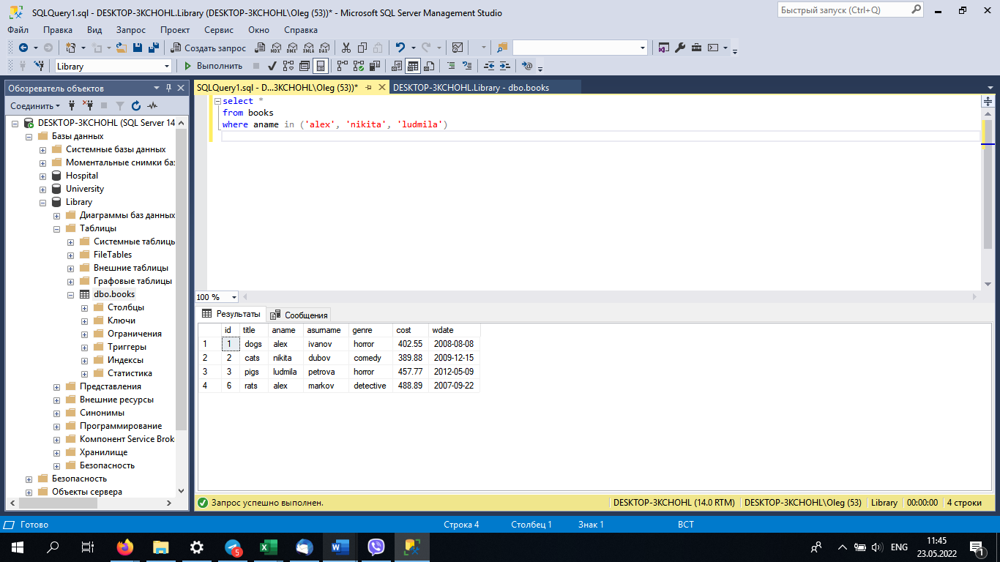 SQLQuery1.sql - DESKTOP-3KCHOHL.Library (DESKTOP-3KCHOHL\Oleg (53))* - Microsoft SQL Server Management Studio
Быстрый запуск (Ctrl+Q)
Файл Правка Вид Запрос Проект Сервис Окно Справка
Создать запрос MDX DMX XMLA DAX
Library Выполнить
Обозреватель объектов
SQLQuery1.sql - D...3KCHOHL\Oleg (53))* DESKTOP-3KCHOHL.Library - dbo.books
Соединить
DESKTOP-3KCHOHL (SQL Server 14
Базы данных
Системные базы данных
Моментальные снимки баз
Hospital
University
Library
Диаграммы баз данных
Таблицы
Системные таблицы
FileTables
Внешние таблицы
Графовые таблицы
dbo.books
Столбцы
Ключи
Ограничения
Триггеры
Индексы
Статистика
Представления
Внешние ресурсы
Синонимы
Программирование
Компонент Service Brok
Хранилище
Безопасность
Безопасность
Объекты сервера
select *
from books
where aname in ('alex', 'nikita', 'ludmila')
100 %
Результаты Сообщения
id title aname asurname genre cost wdate
1 1 dogs alex ivanov horror 402.55 2008-08-08
2 2 cats nikita dubov comedy 389.88 2009-12-15
3 3 pigs ludmila petrova horror 457.77 2012-05-09
4 6 rats alex markov detective 488.89 2007-09-22
Запрос успешно выполнен. DESKTOP-3KCHOHL (14.0 RTM) DESKTOP-3KCHOHL\Oleg (53) Library 00:00:00 4 строки
Готово Строка 4 Столбец 1 Знак 1 ВСТ
5 ENG 11:45
23.05.2022 1